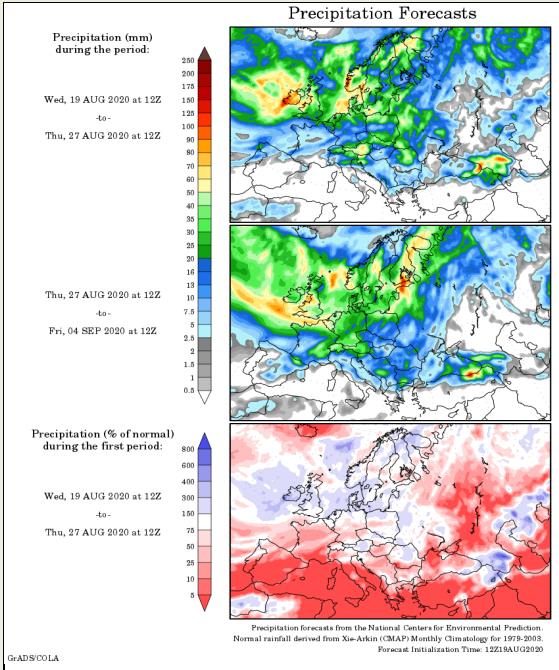 Precipitation Forecasts
Precipitation (mm)
during the period:
Wed, 19 AUG 2020 at 12Z
-to-
Thu, 27 AUG 2020 at 12Z
250
200
175
150
125
100
90
80
70
60
50
40
35
30
25
20
16
13
10
7.5
5
2.5
2
1.5
1
0.5
Thu, 27 AUG 2020 at 12Z
-to-
Fri, 04 SEP 2020 at 12Z
Precipitation (% of normal)
during the first period:
Wed, 19 AUG 2020 at 12Z
-to-
Thu, 27 AUG 2020 at 12Z
800
600
400
300
150
75
50
25
10
5
Precipitation forecasts from the National Centers for Environmental Prediction.
Normal rainfall derived from Xie-Arkin (CMAP) Monthly Climatology for 1979-2003.
Forecast Initialization Time: 12Z19AUG2020
GrADS/COLA